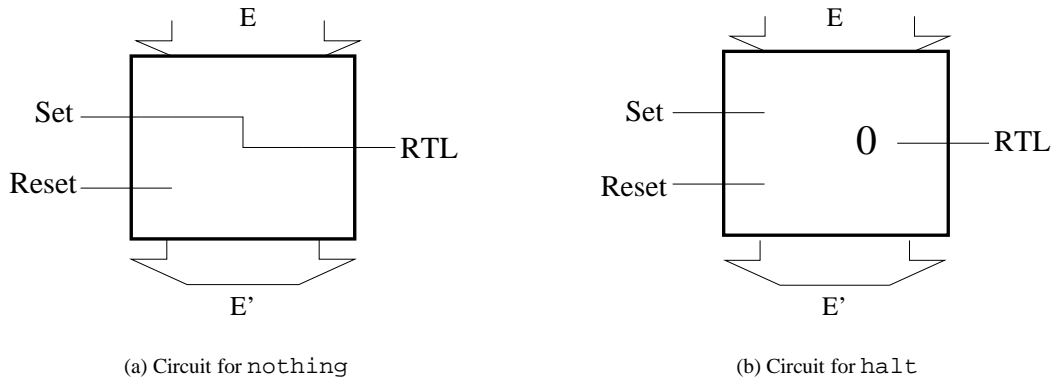 E
Set
RTL
Reset
E’
(a) Circuit for nothing
E
Set
0
RTL
Reset
E’
(b) Circuit for halt